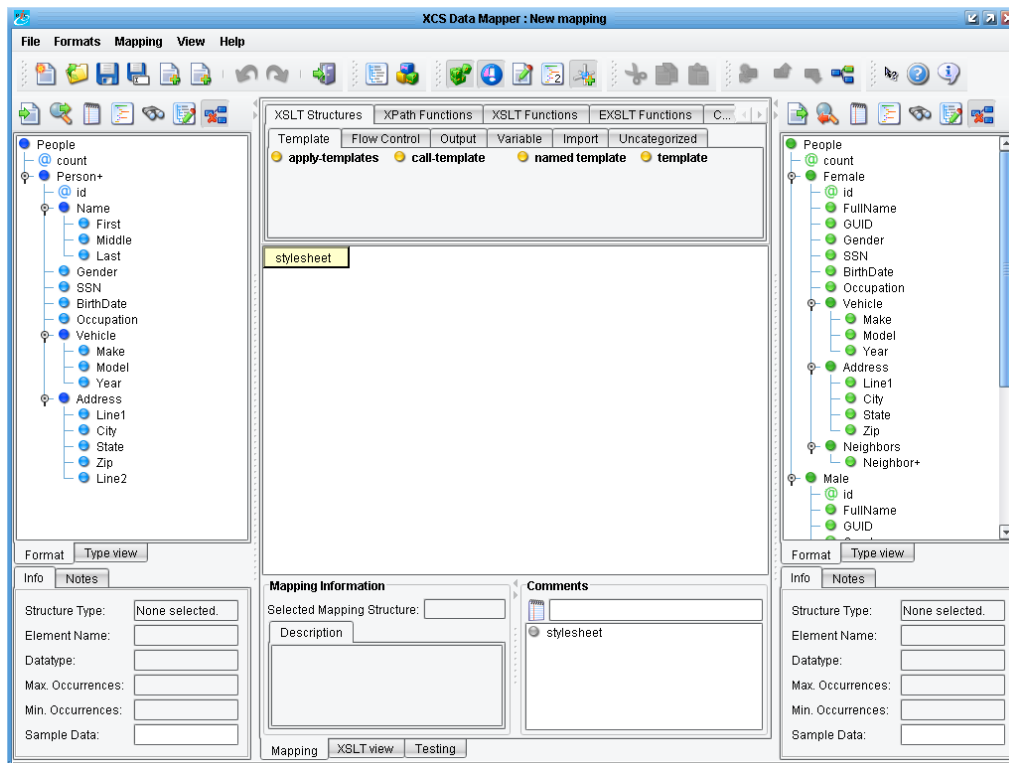 XCS Data Mapper : New mapping
File Formats Mapping View Help
People
@ count
Person+
@ id
Name
First
Middle
Last
Gender
SSN
BirthDate
Occupation
Vehicle
Make
Model
Year
Address
Line1
City
State
Zip
Line2
Format Type view
Info Notes
Structure Type: None selected.
Element Name:
Datatype:
Max. Occurrences:
Min. Occurrences:
Sample Data:
XSLT Structures XPath Functions XSLT Functions EXSLT Functions C...
Template Flow Control Output Variable Import Uncategorized
apply-templates call-template named template template
stylesheet
Mapping Information
Selected Mapping Structure:
Description
Comments
stylesheet
Mapping XSLT view Testing
People
@ count
Female
@ id
FullName
GUID
Gender
SSN
BirthDate
Occupation
Vehicle
Make
Model
Year
Address
Line1
City
State
Zip
Neighbors
Neighbor+
Male
@ id
FullName
GUID
Format Type view
Info Notes
Structure Type: None selected.
Element Name:
Datatype:
Max. Occurrences:
Min. Occurrences:
Sample Data: